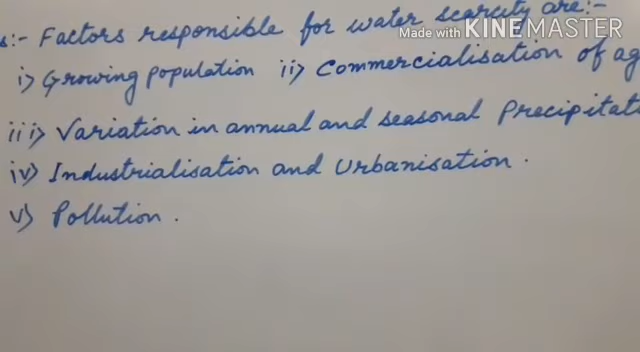 s:- Factors responsible for water scarcity are:-
Made with KINEMASTER
i) Growing population ii) Commercialisation of ag
iii) Variation in annual and seasonal precipitat
iv) Industrialisation and Urbanisation.
v) Pollution.